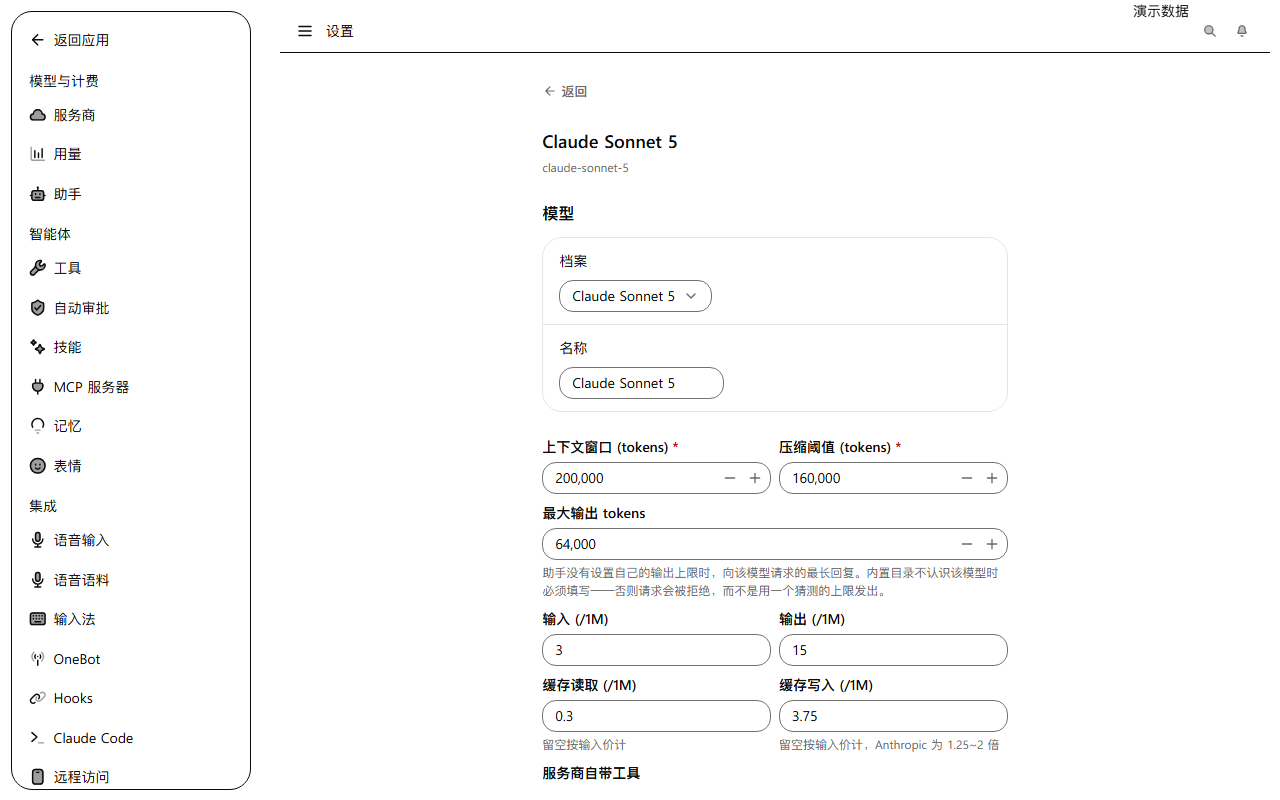 返回应用
模型与计费
服务商
用量
助手
智能体
工具
自动审批
技能
MCP 服务器
记忆
表情
集成
语音输入
语音语料
输入法
OneBot
Hooks
Claude Code
远程访问
设置
演示数据
返回
Claude Sonnet 5
claude-sonnet-5
模型
档案
Claude Sonnet 5
名称
Claude Sonnet 5
上下文窗口 (tokens) *
压缩阈值 (tokens) *
200,000
160,000
最大输出 tokens
64,000
助手没有设置自己的输出上限时，向该模型请求的最长回复。内置目录不认识该模型时
必须填写——否则请求会被拒绝，而不是用一个猜测的上限发出。
输入 (/1M)
输出 (/1M)
3
15
缓存读取 (/1M)
缓存写入 (/1M)
0.3
3.75
留空按输入价计
留空按输入价计，Anthropic 为 1.25~2 倍
服务商自带工具